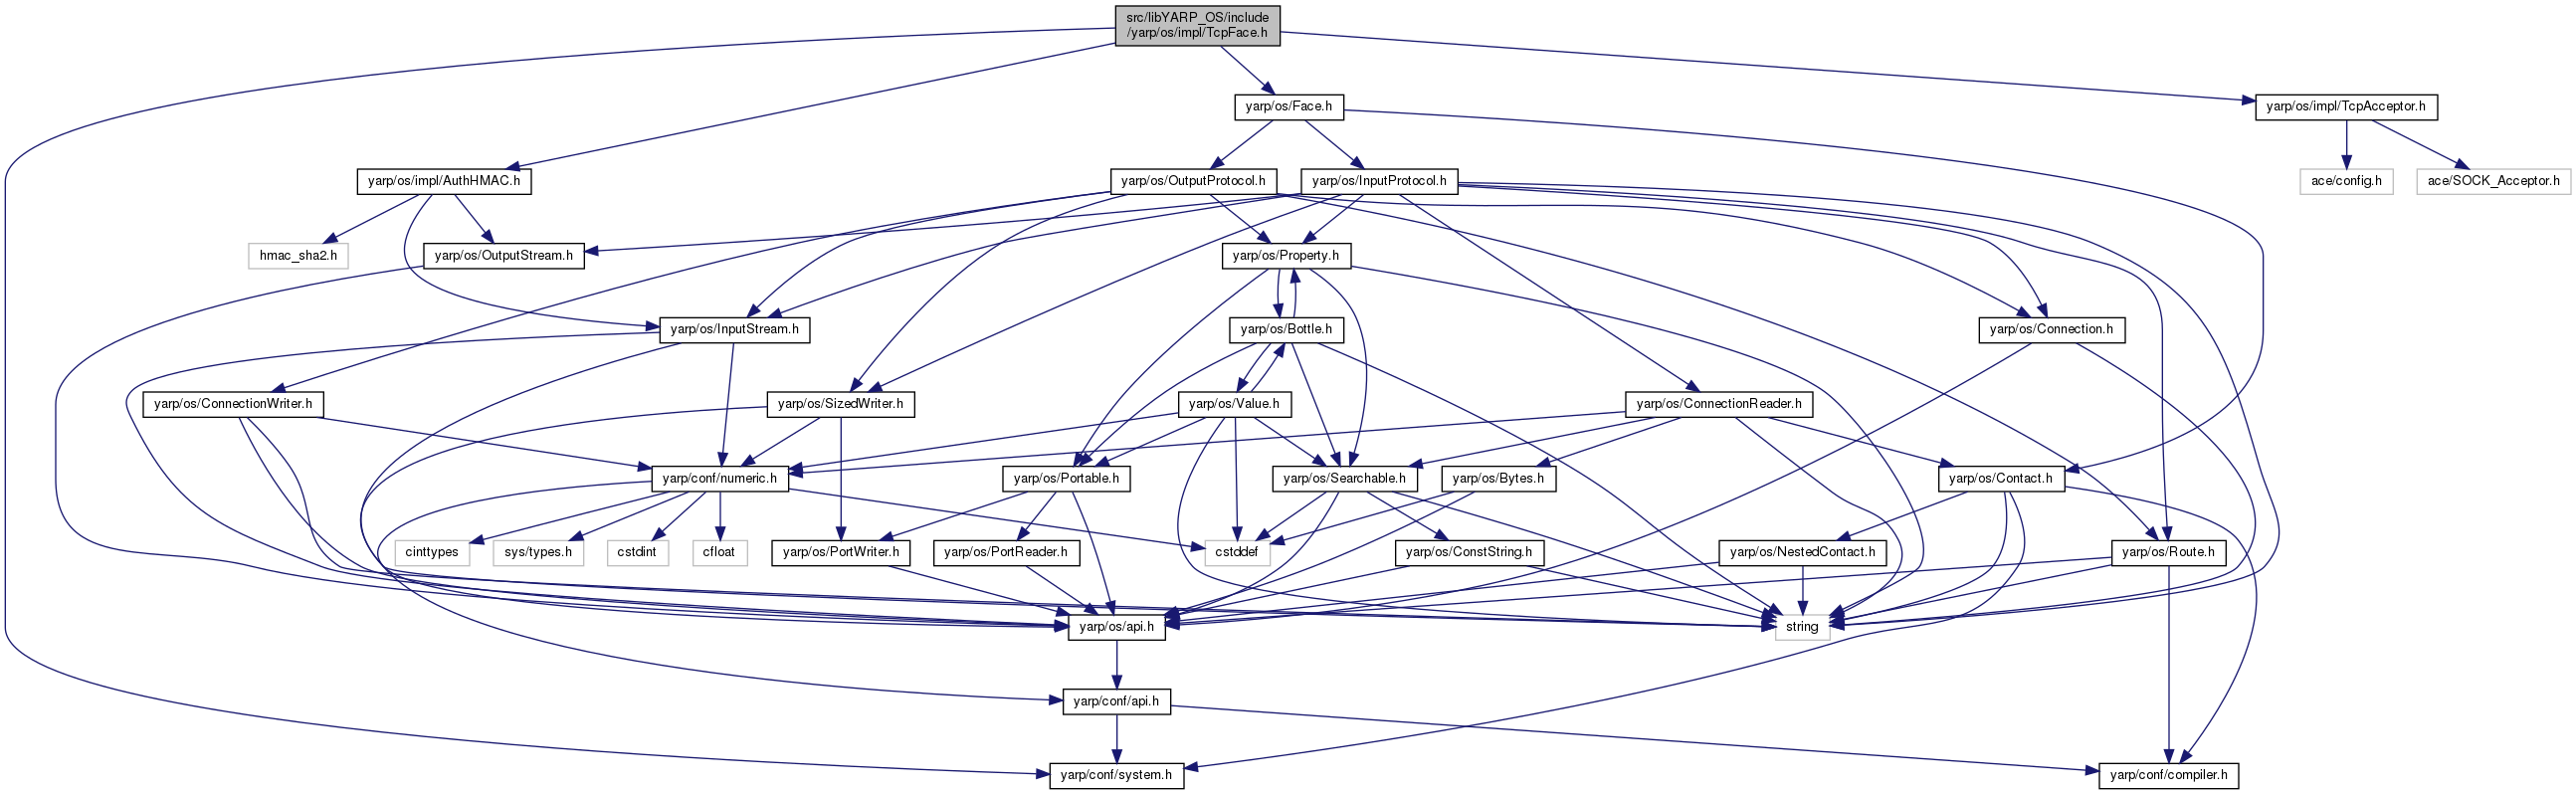 src/libYARP_OS/include
/yarp/os/impl/TcpFace.h
yarp/os/Face.h
yarp/os/impl/TcpAcceptor.h
yarp/os/impl/AuthHMAC.h
yarp/os/OutputProtocol.h
yarp/os/InputProtocol.h
ace/config.h
ace/SOCK_Acceptor.h
hmac_sha2.h
yarp/os/OutputStream.h
yarp/os/Property.h
yarp/os/InputStream.h
yarp/os/Bottle.h
yarp/os/Connection.h
yarp/os/ConnectionWriter.h
yarp/os/SizedWriter.h
yarp/os/Value.h
yarp/os/ConnectionReader.h
yarp/conf/numeric.h
yarp/os/Portable.h
yarp/os/Searchable.h
yarp/os/Bytes.h
yarp/os/Contact.h
cinttypes
sys/types.h
cstdint
cfloat
yarp/os/PortWriter.h
yarp/os/PortReader.h
cstddef
yarp/os/ConstString.h
yarp/os/NestedContact.h
yarp/os/Route.h
yarp/os/api.h
string
yarp/conf/api.h
yarp/conf/system.h
yarp/conf/compiler.h